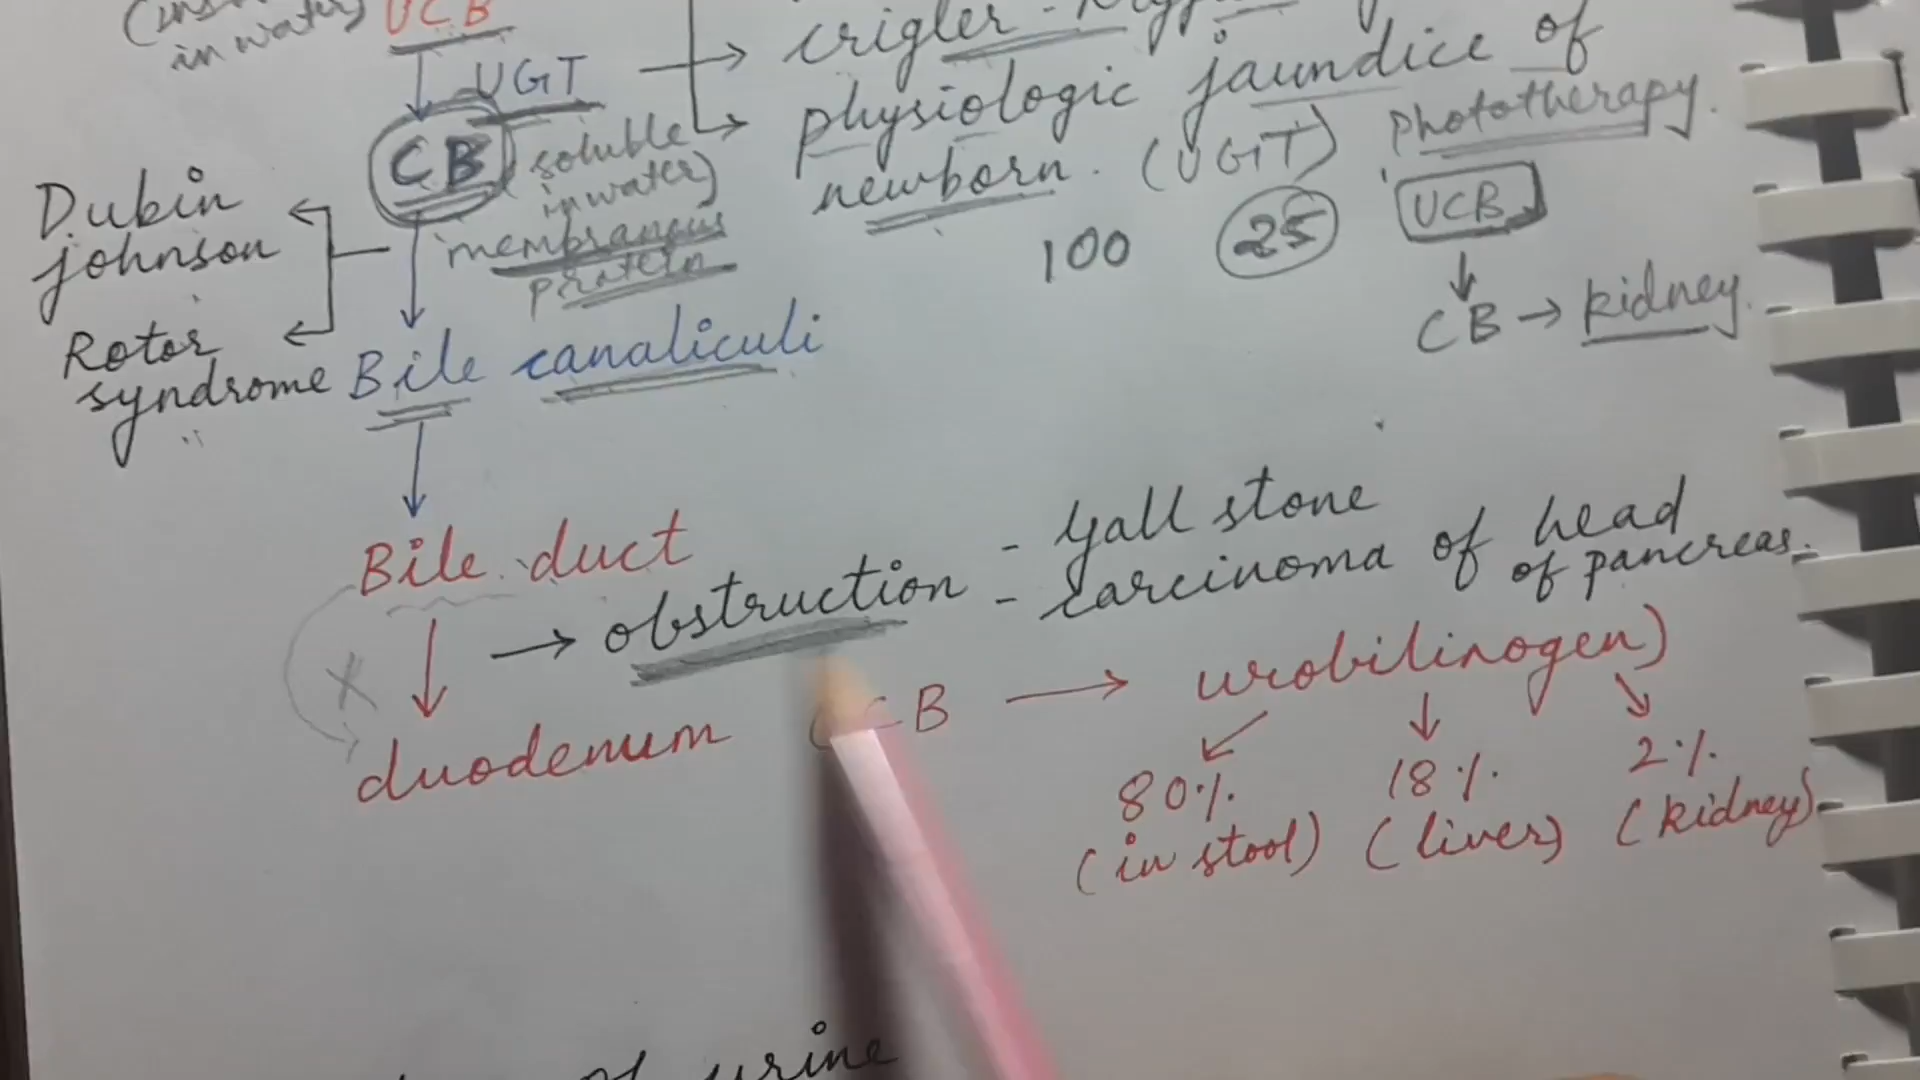 UCB
in water)
UGT
crigler -
physiologic jaundice of
newborn. (UGT)
phototherapy.
CB
soluble
in water)
membranous
protein
Dubin
johnson
Rotor
syndrome
100
25
UCB
CB → kidney.
Bile canaliculi
Bile duct
→ obstruction
- Gall stone
- carcinoma of head
of pancreas.
duodenum
CB → urobilinogen)
80% 18% 2%
(in stool) (liver) (kidney)
of urine